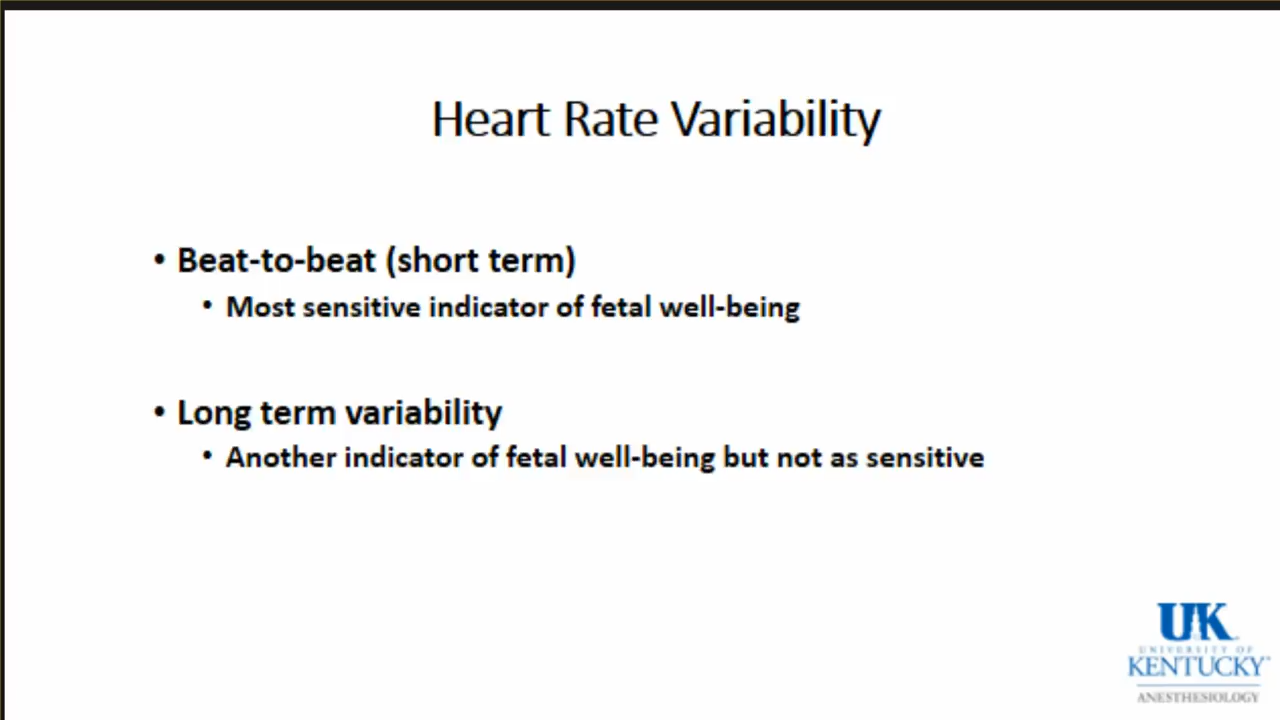 Heart Rate Variability
• Beat-to-beat (short term)
• Most sensitive indicator of fetal well-being
• Long term variability
• Another indicator of fetal well-being but not as sensitive
UK
UNIVERSITY OF
KENTUCKY
ANESTHESIOLOGY